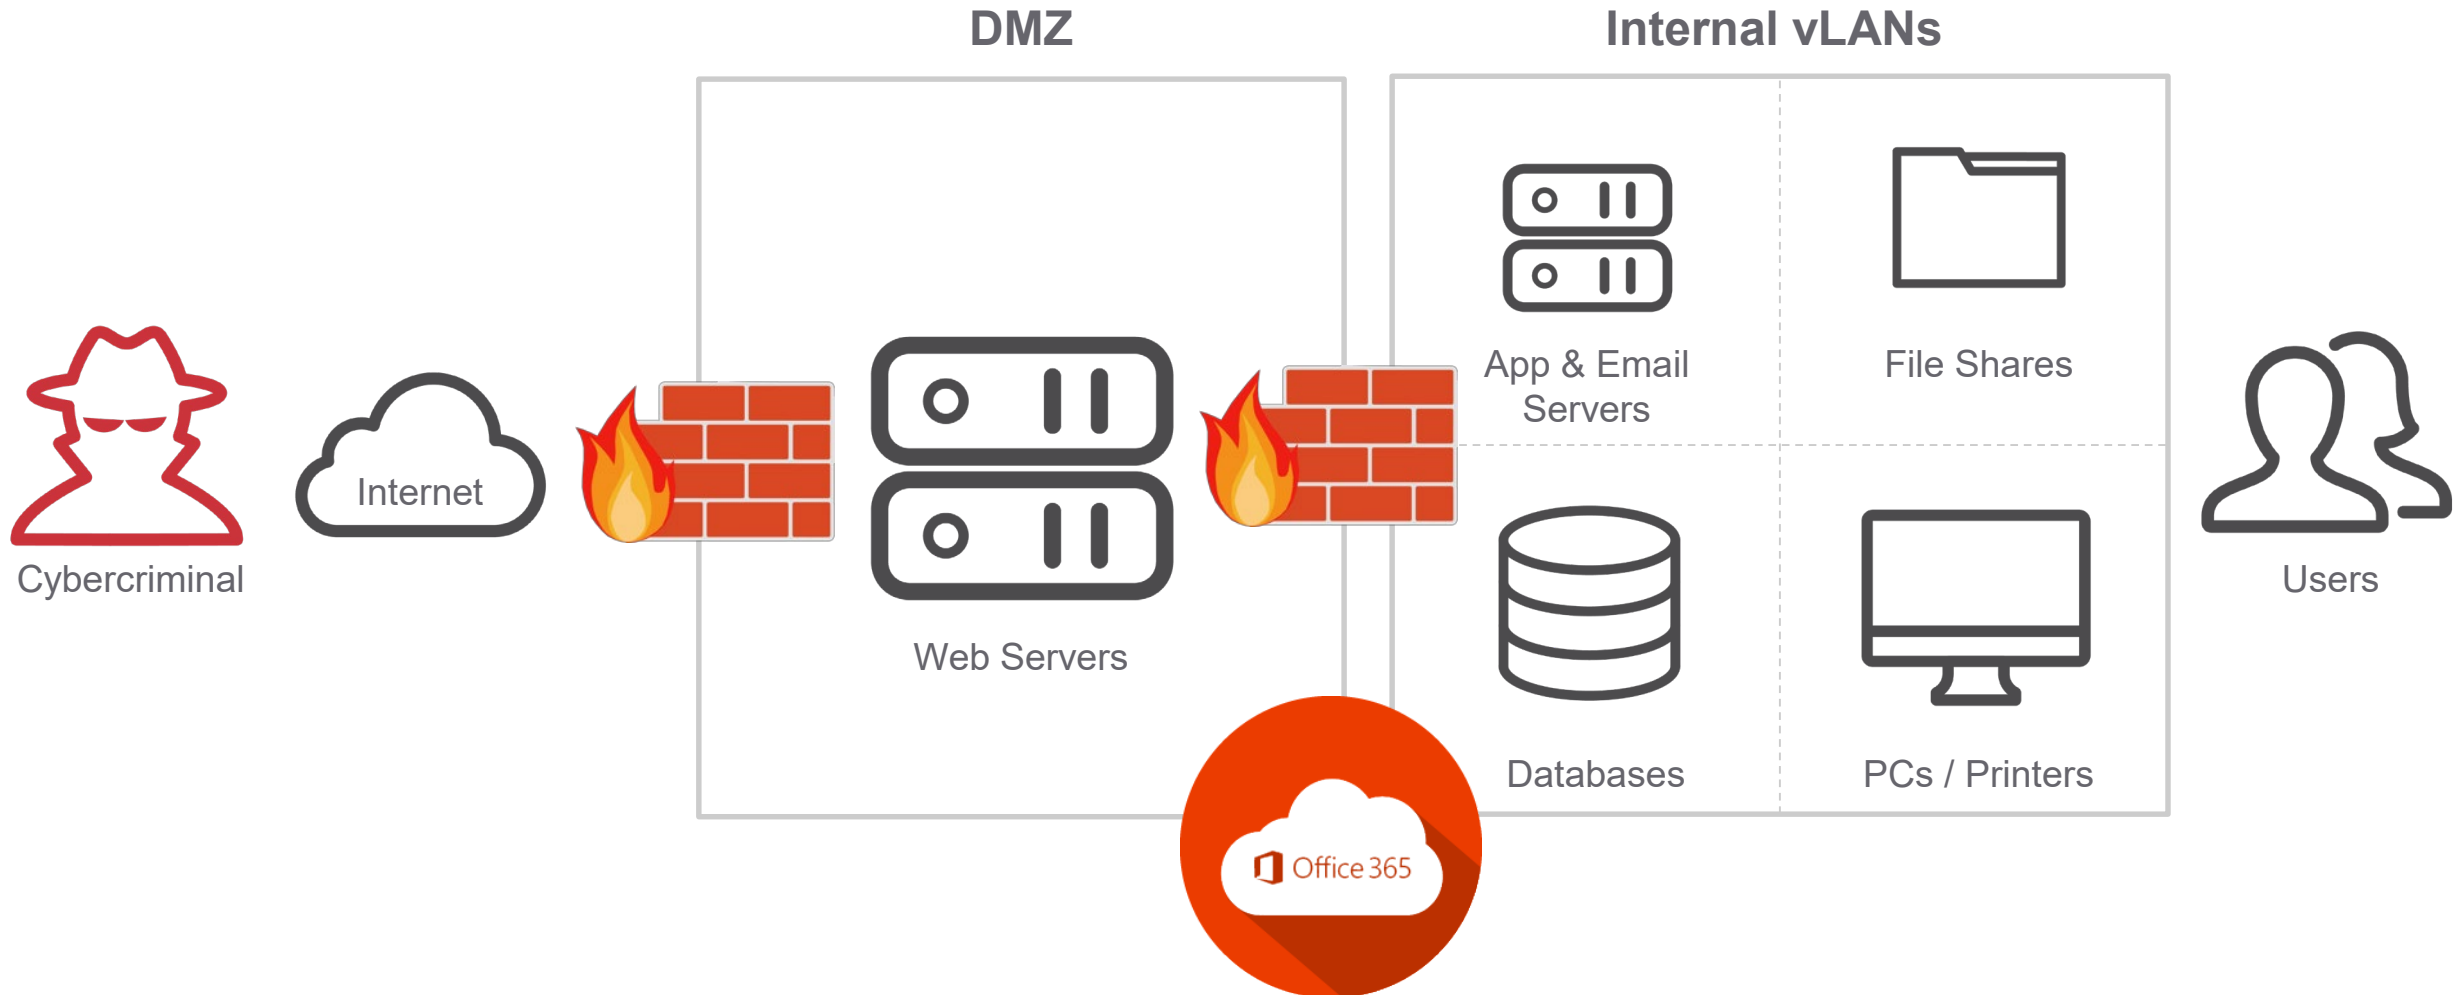 DMZ
Internal vLANs
Cybercriminal
Internet
Web Servers
App & Email
Servers
File Shares
Databases
PCs / Printers
Users
Office 365